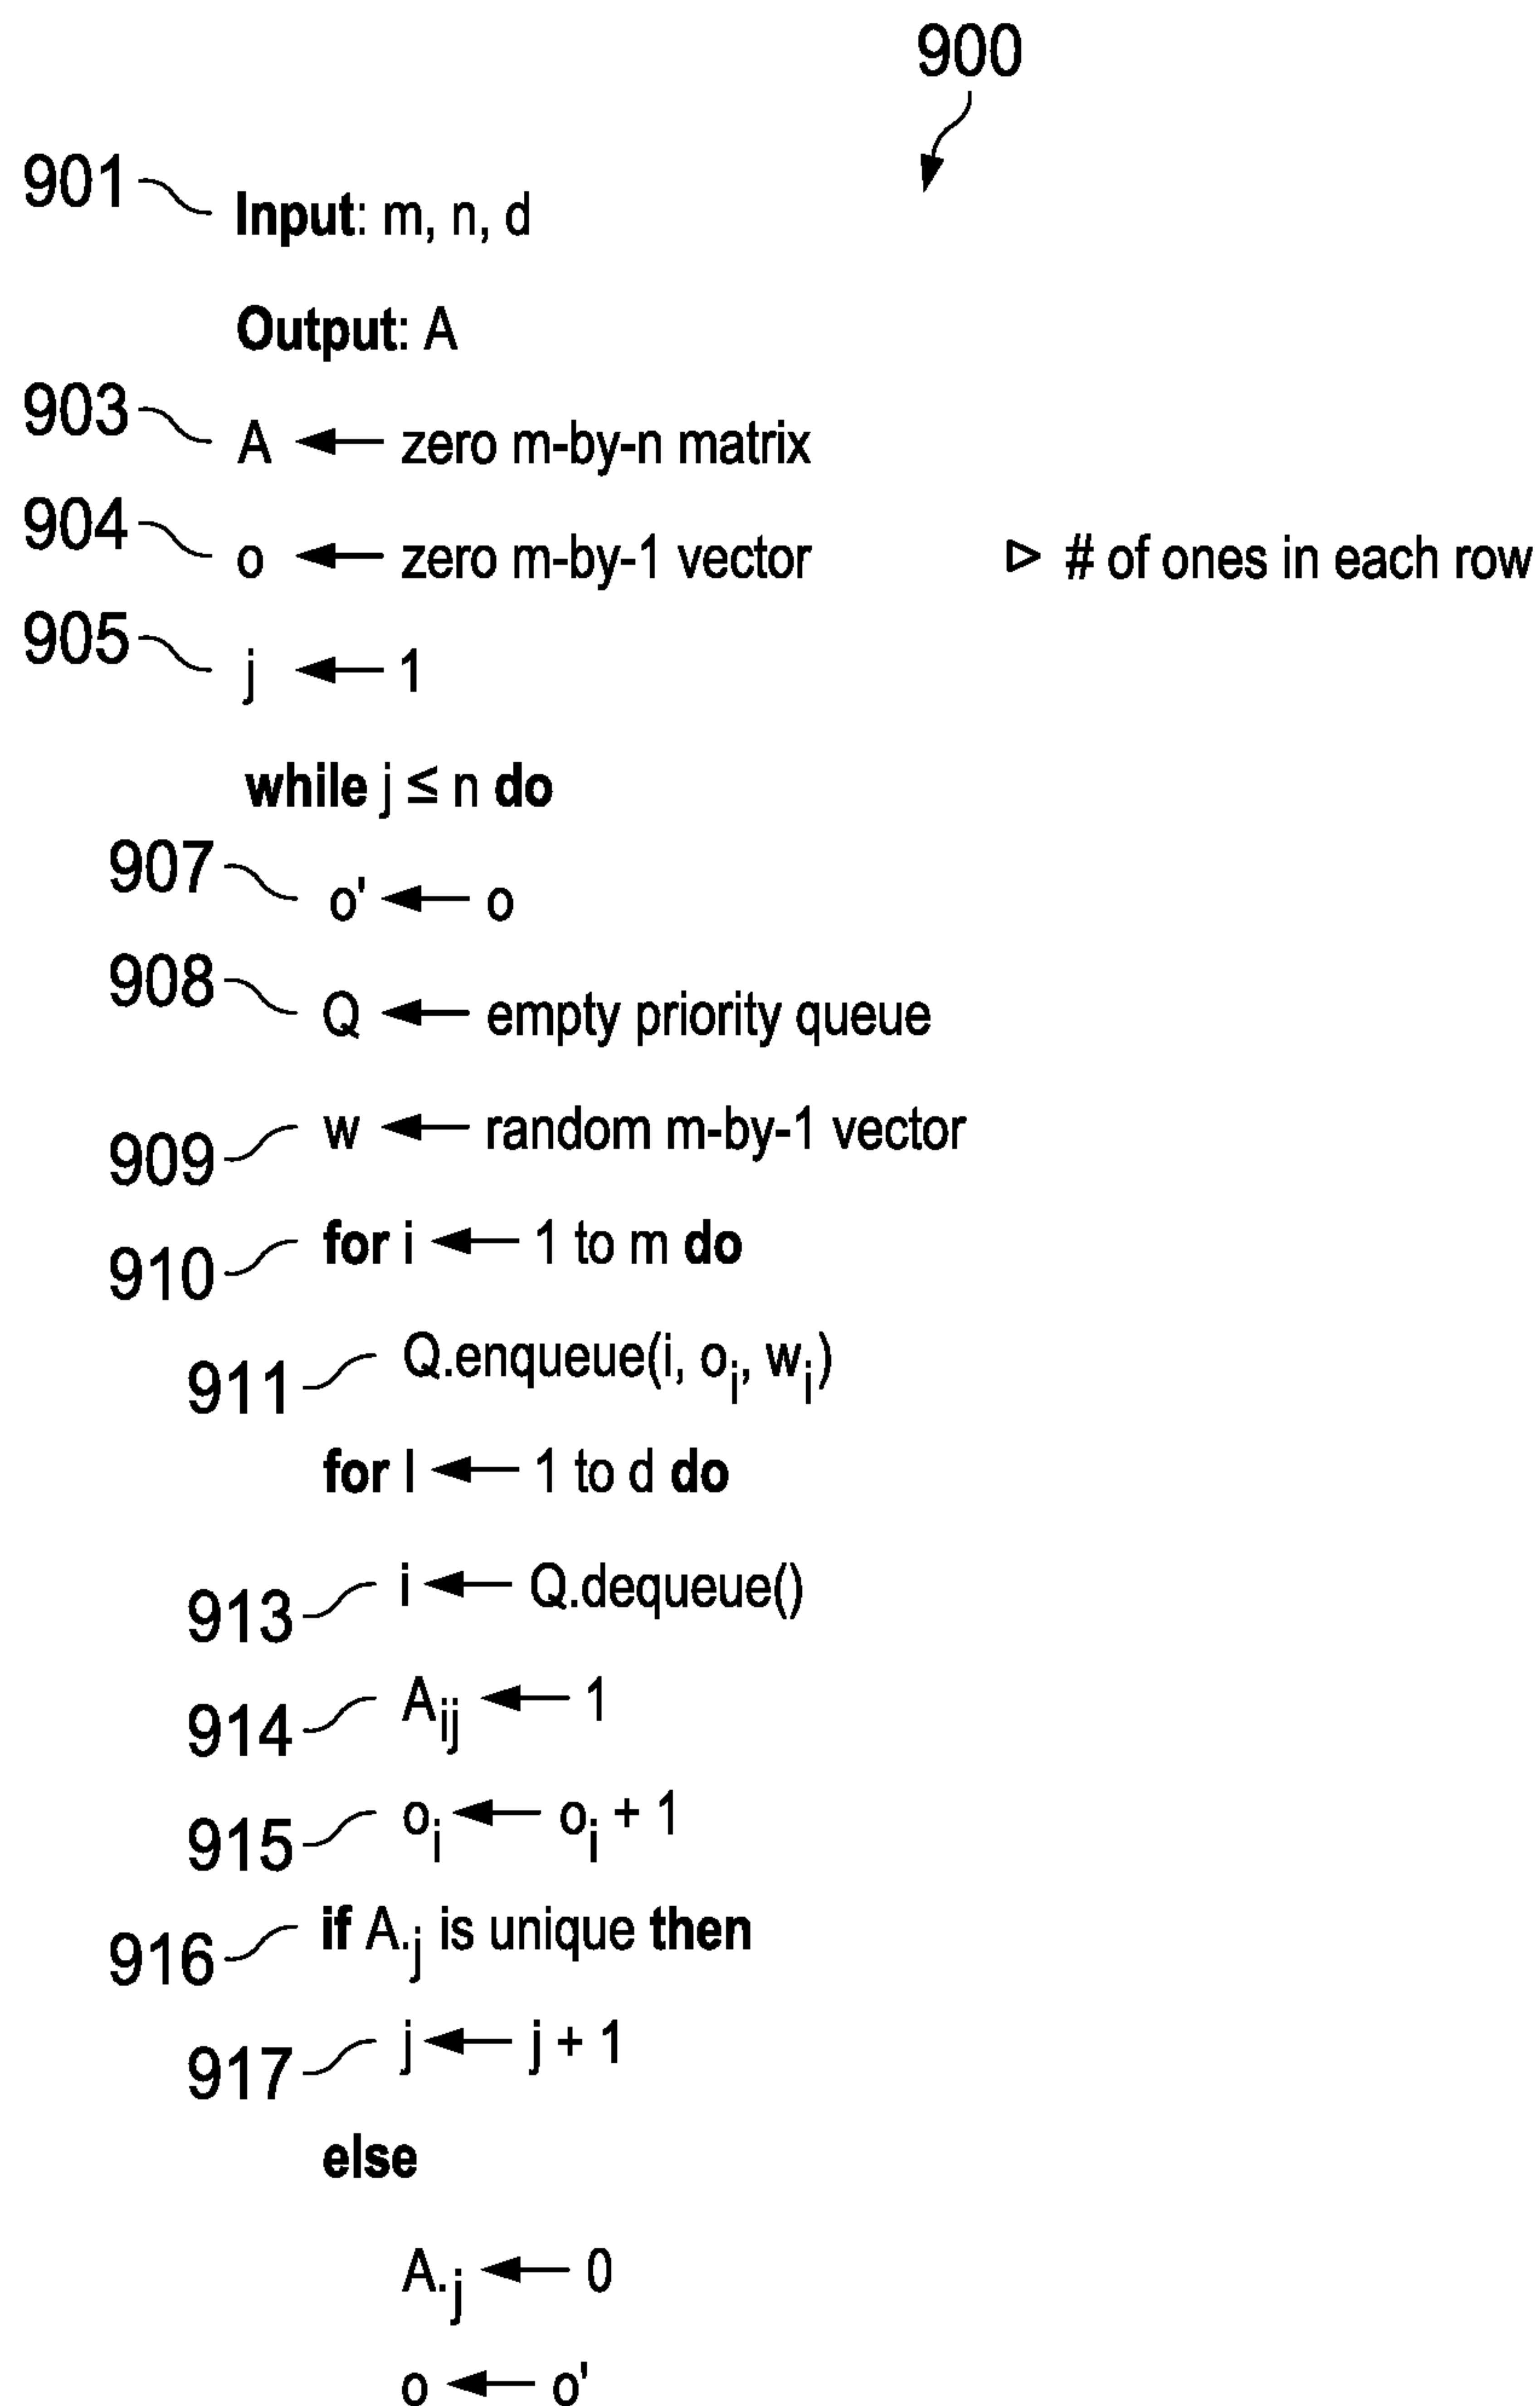 900
901 Input: m, n, d
Output: A
903 A ← zero m-by-n matrix
904 o ← zero m-by-1 vector ▷ # of ones in each row
905 j ← 1
while j ≤ n do
907 o' ← o
908 Q ← empty priority queue
909 w ← random m-by-1 vector
910 for i ← 1 to m do
911 Q.enqueue(i, o_i, w_i)
for l ← 1 to d do
913 i ← Q.dequeue()
914 A_ij ← 1
915 o_i ← o_i + 1
916 if A._j is unique then
917 j ← j + 1
else
A._j ← 0
o ← o'